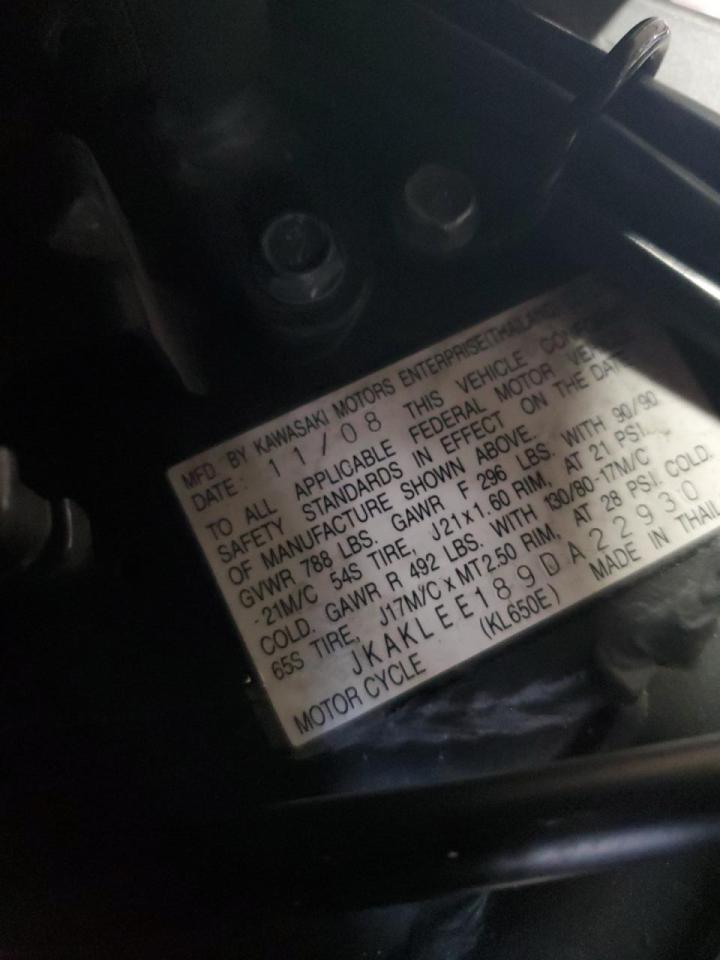 MFD. BY KAWASAKI MOTORS ENTERPRISE(THAILAND)
DATE: 11/08 THIS VEHICLE
TO ALL APPLICABLE FEDERAL MOTOR
SAFETY STANDARDS IN EFFECT ON THE DATE
OF MANUFACTURE SHOWN ABOVE.
GVWR 788 LBS. GAWR F 296 LBS. WITH 90/90
-21M/C 54S TIRE, J21x1.60 RIM, AT 21 PSI.
COLD. GAWR R 492 LBS. WITH 130/80-17M/C
65S TIRE, J17M/C x MT2.50 RIM, AT 28 PSI. COLD.
JKAKLEE189DA22930
MOTOR CYCLE (KL650E) MADE IN